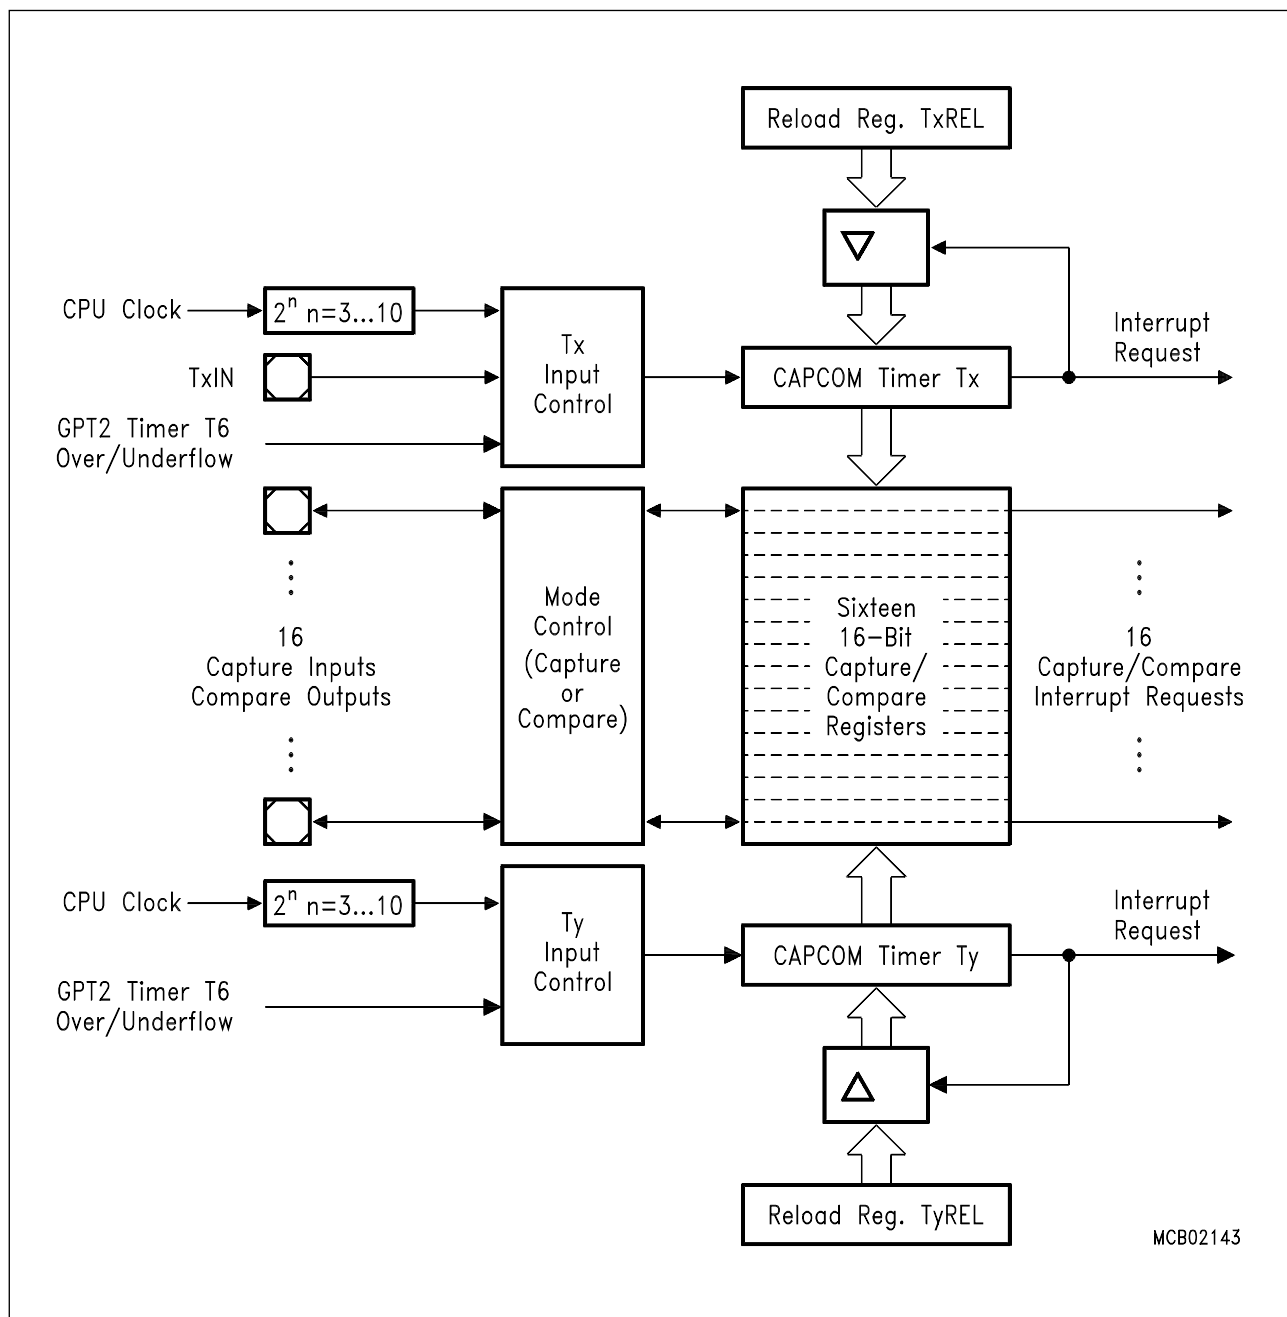 Reload Reg. TxREL
CPU Clock
2ⁿ n=3...10
Tx
Input
Control
TxIN
CAPCOM Timer Tx
Interrupt
Request
GPT2 Timer T6
Over/Underflow
16
Capture Inputs
Compare Outputs
Mode
Control
(Capture
or
Compare)
Sixteen
16-Bit
Capture/
Compare
Registers
16
Capture/Compare
Interrupt Requests
CPU Clock
2ⁿ n=3...10
Ty
Input
Control
CAPCOM Timer Ty
Interrupt
Request
GPT2 Timer T6
Over/Underflow
Reload Reg. TyREL
MCB02143